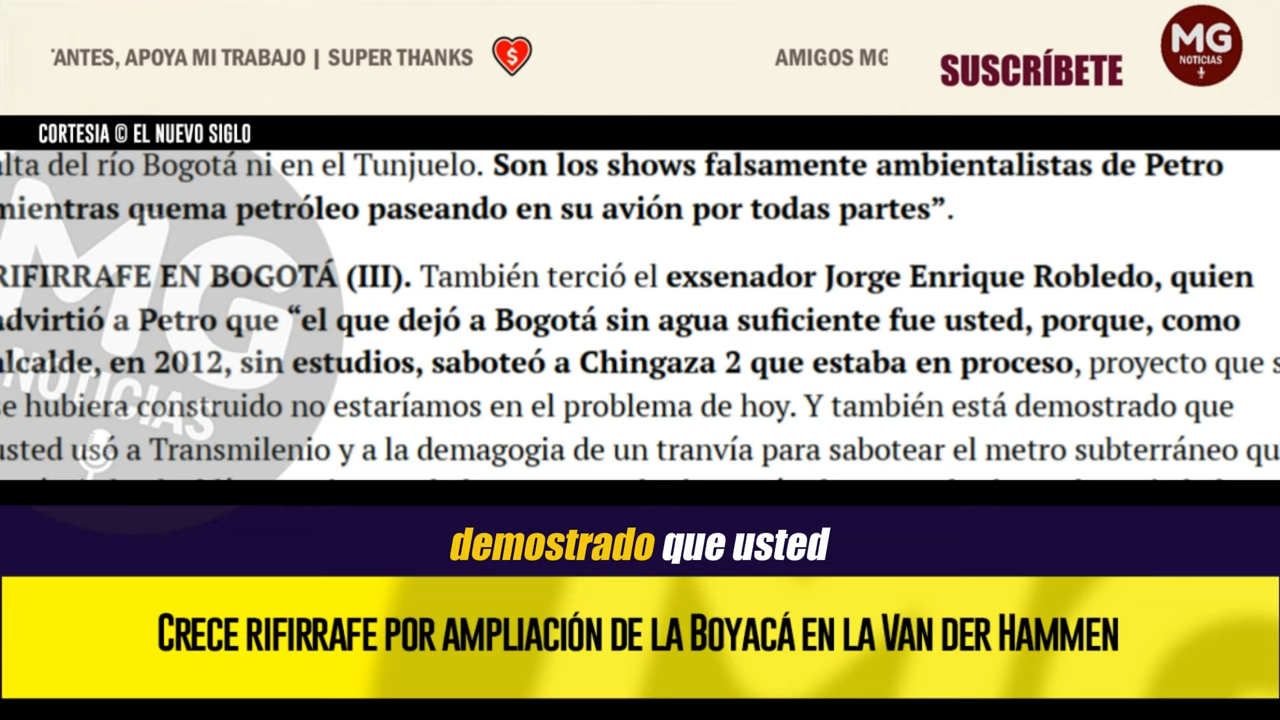 'ANTES, APOYA MI TRABAJO | SUPER THANKS
AMIGOS MG
SUSCRÍBETE
MG
NOTICIAS
CORTESIA © EL NUEVO SIGLO
alta del río Bogotá ni en el Tunjuelo. Son los shows falsamente ambientalistas de Petro
mientras quema petróleo paseando en su avión por todas partes”.
RIFIRRAFE EN BOGOTÁ (III). También terció el exsenador Jorge Enrique Robledo, quien
advirtió a Petro que “el que dejó a Bogotá sin agua suficiente fue usted, porque, como
alcalde, en 2012, sin estudios, saboteó a Chingaza 2 que estaba en proceso, proyecto que s
se hubiera construido no estaríamos en el problema de hoy. Y también está demostrado que
usted usó a Transmilenio y a la demagogia de un tranvía para sabotear el metro subterráneo qu
MG
NOTICIAS
demostrado que usted
CRECE RIFIRRAFE POR AMPLIACIÓN DE LA BOYACÁ EN LA VAN DER HAMMEN